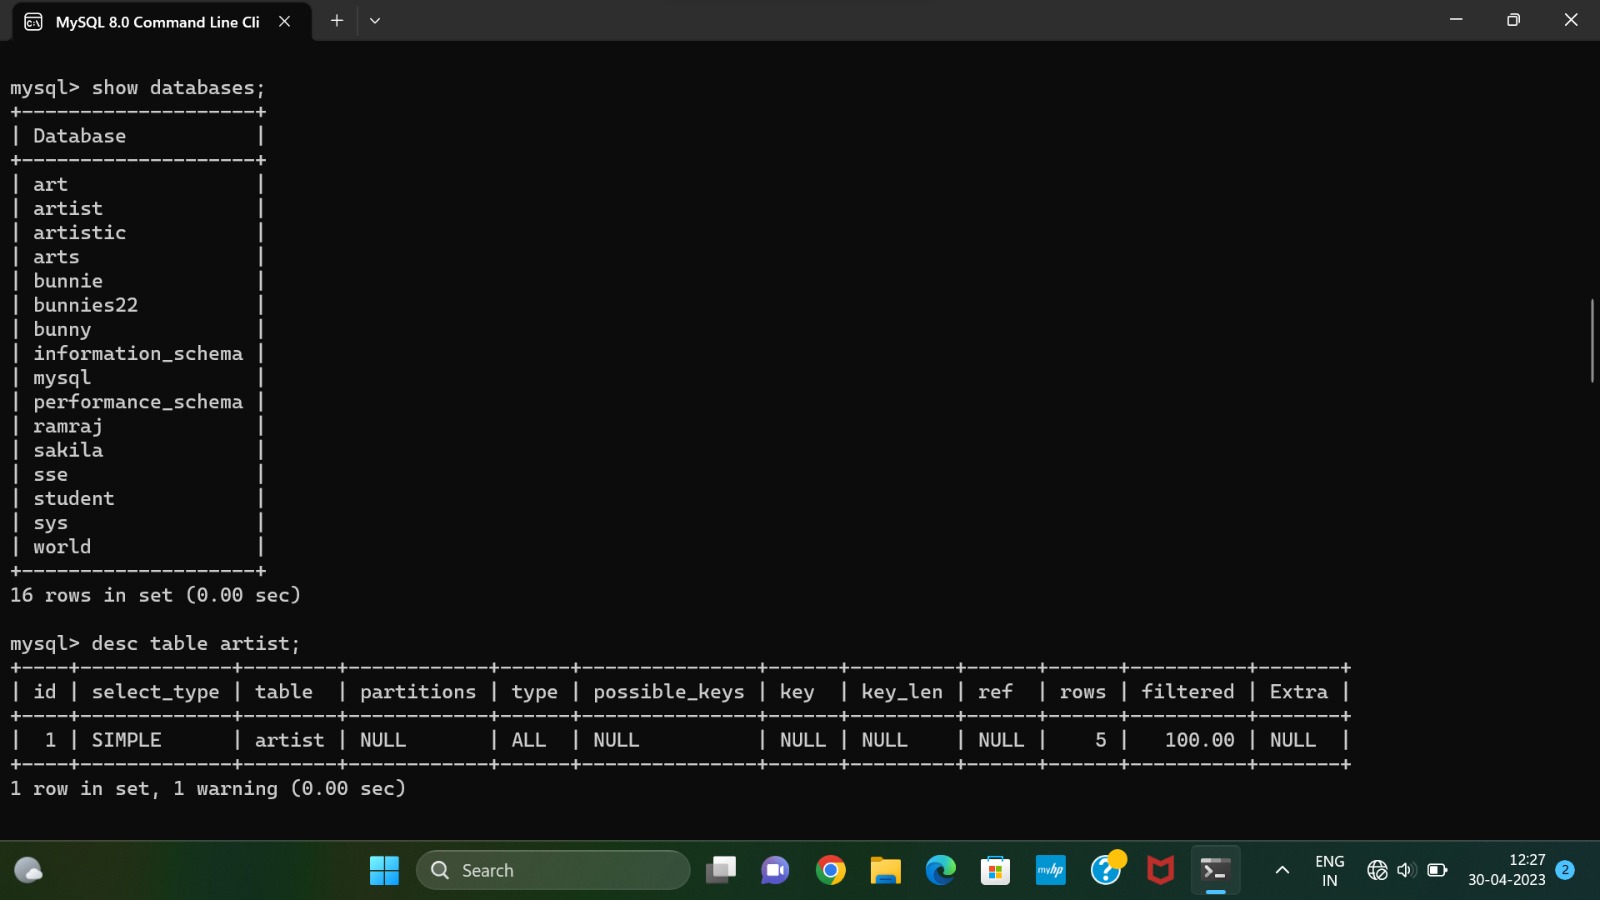 MySQL 8.0 Command Line Cli
mysql> show databases;
+--------------------+
| Database           |
+--------------------+
| art                |
| artist             |
| artistic           |
| arts               |
| bunnie             |
| bunnies22          |
| bunny              |
| information_schema |
| mysql              |
| performance_schema |
| ramraj             |
| sakila             |
| sse                |
| student            |
| sys                |
| world              |
+--------------------+
16 rows in set (0.00 sec)
mysql> desc table artist;
+----+-------------+--------+------------+------+---------------+------+---------+------+------+----------+-------+
| id | select_type | table  | partitions | type | possible_keys | key  | key_len | ref  | rows | filtered | Extra |
+----+-------------+--------+------------+------+---------------+------+---------+------+------+----------+-------+
|  1 | SIMPLE      | artist | NULL       | ALL  | NULL          | NULL | NULL    | NULL |    5 |   100.00 | NULL  |
+----+-------------+--------+------------+------+---------------+------+---------+------+------+----------+-------+
1 row in set, 1 warning (0.00 sec)
Search
myhp
ENG
IN
12:27
30-04-2023
2